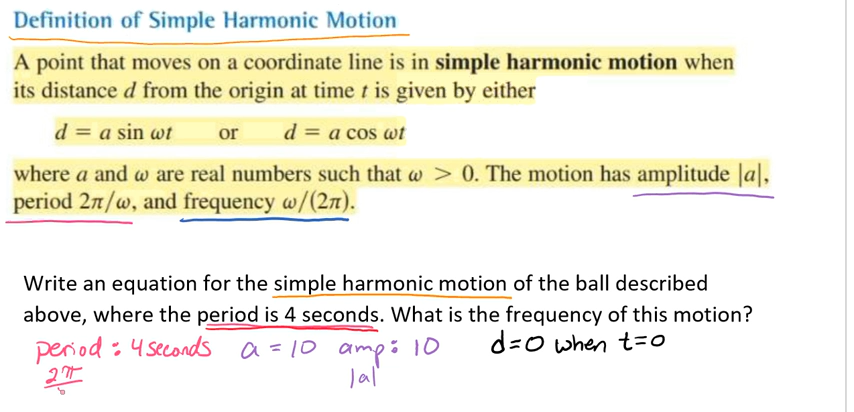 Definition of Simple Harmonic Motion
A point that moves on a coordinate line is in simple harmonic motion when
its distance d from the origin at time t is given by either
d = a sin ωt or d = a cos ωt
where a and ω are real numbers such that ω > 0. The motion has amplitude |a|,
period 2π/ω, and frequency ω/(2π).
Write an equation for the simple harmonic motion of the ball described
above, where the period is 4 seconds. What is the frequency of this motion?
period : 4 seconds a = 10 amp: 10 d=0 when t=0
2π |a|